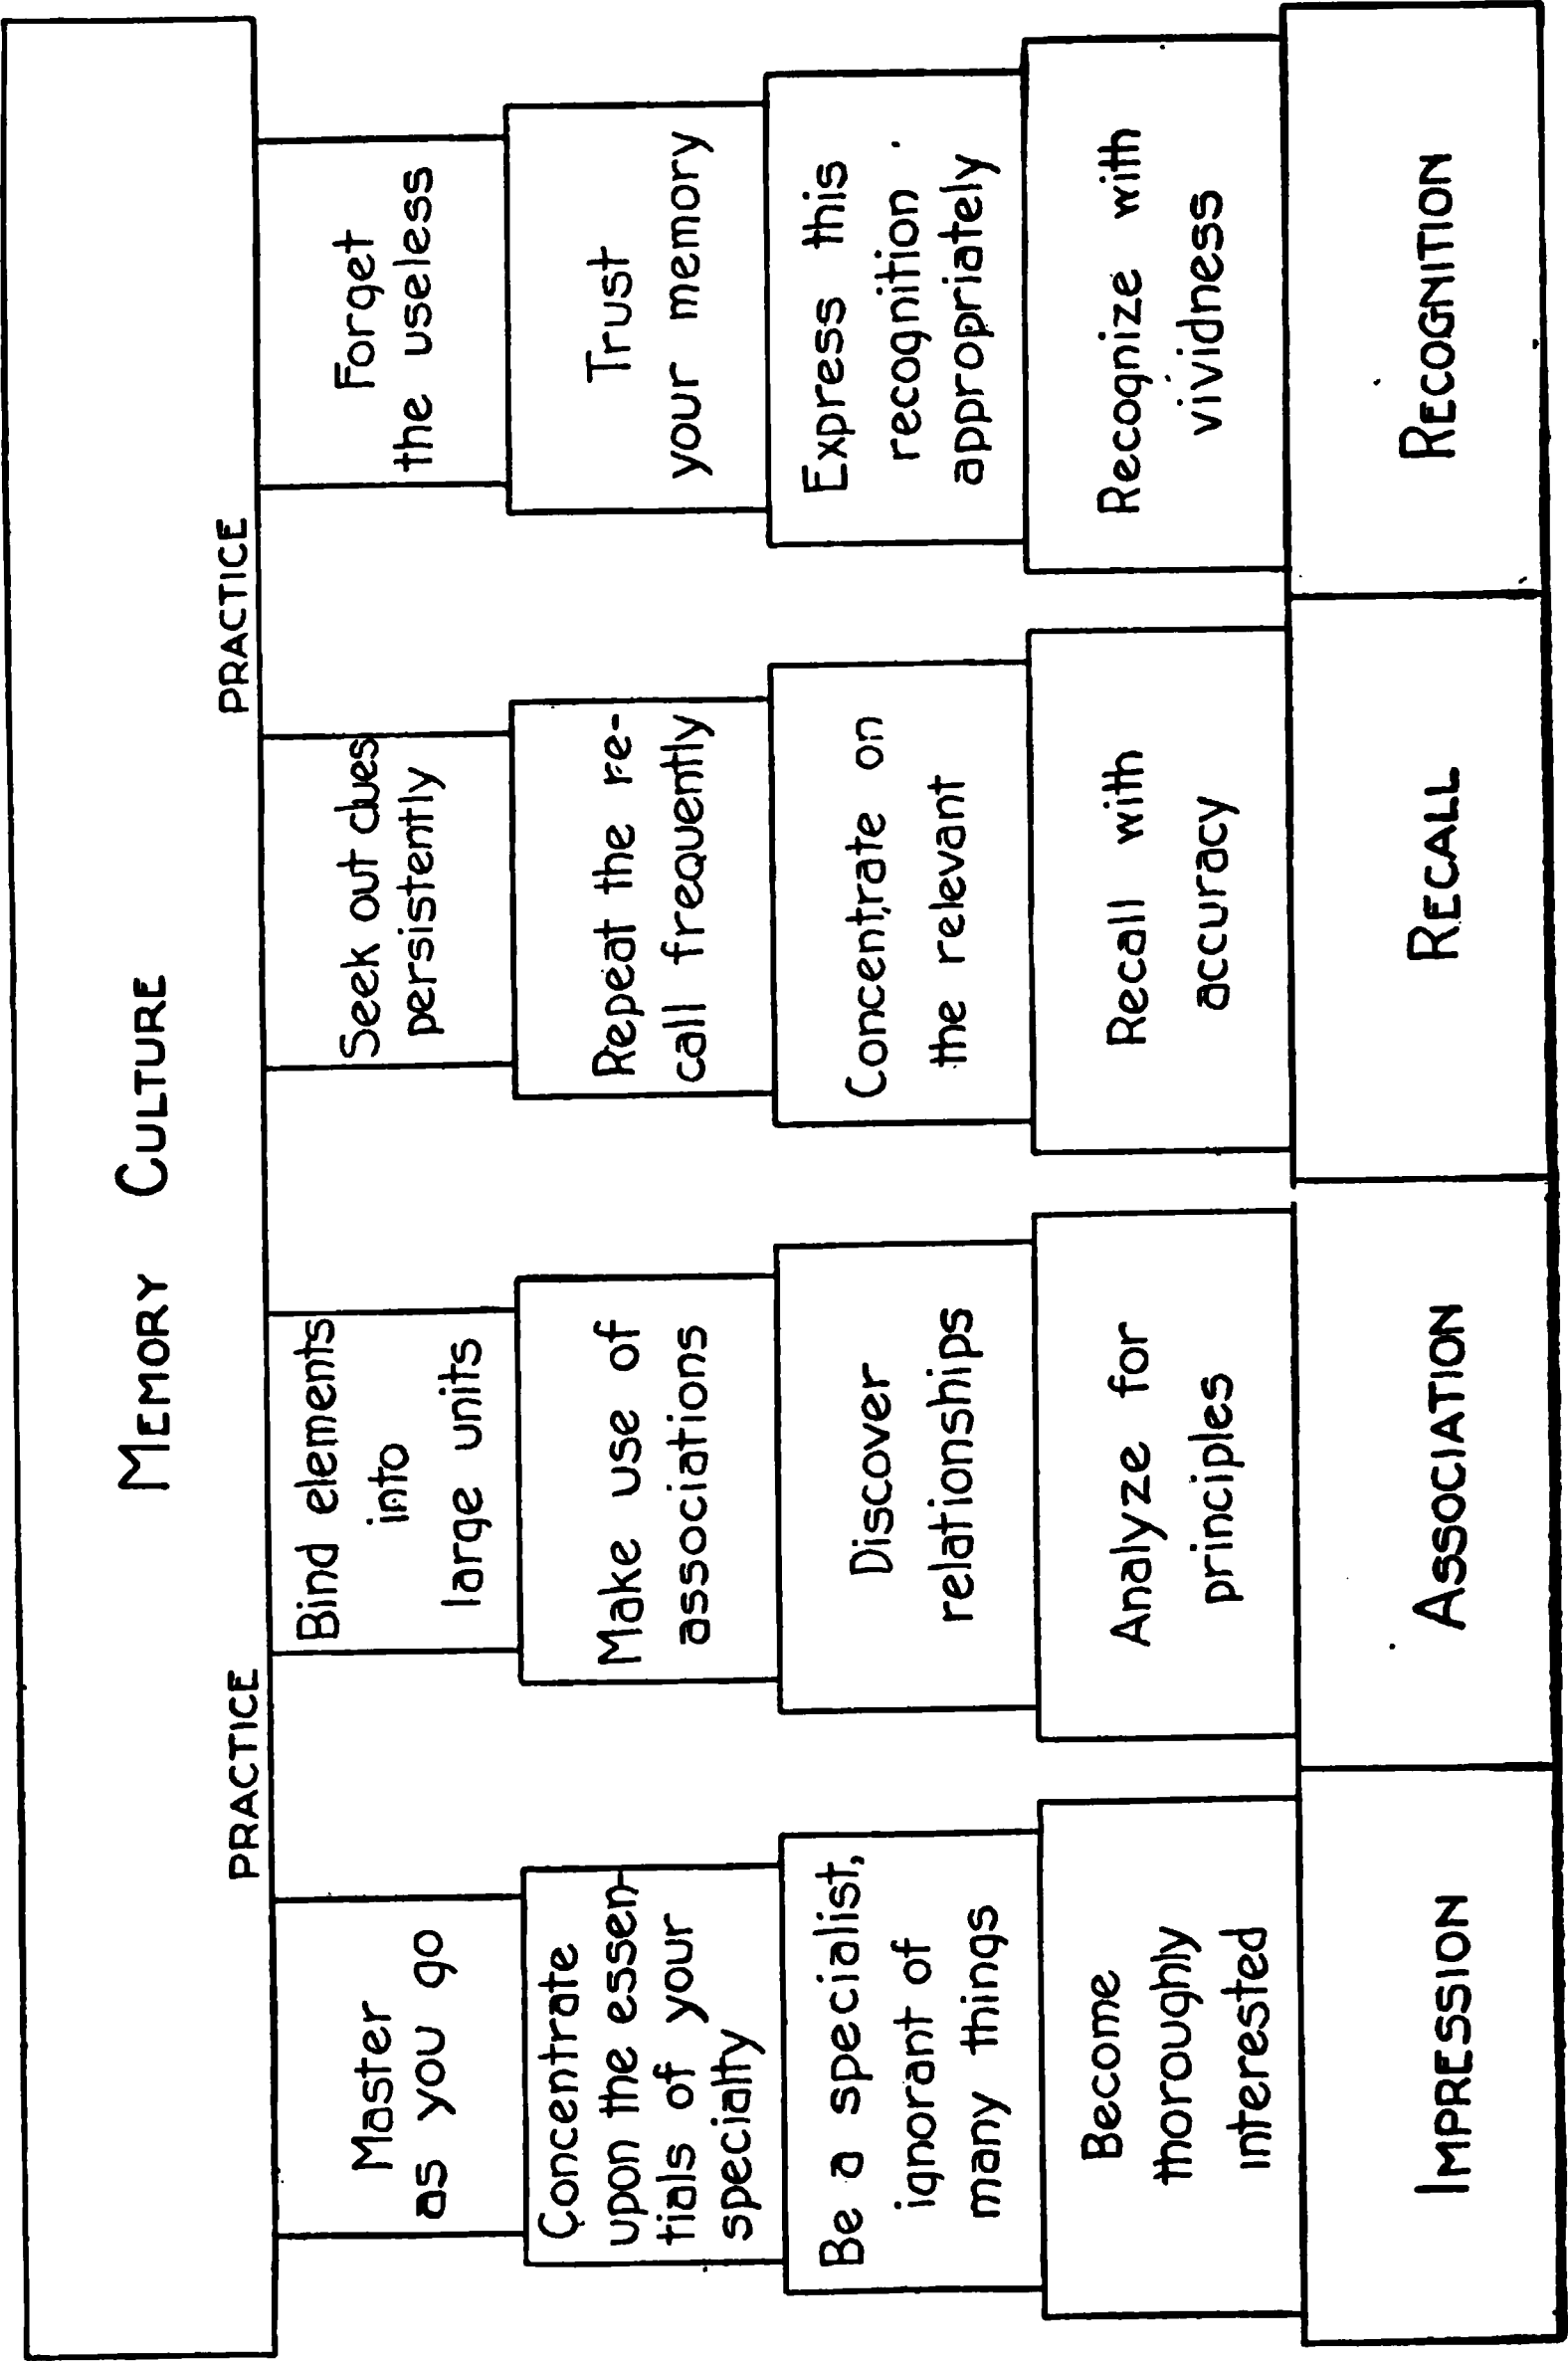 MEMORY CULTURE
PRACTICE
PRACTICE
Master
as you go
Concentrate
upon the essen-
tials of your
specialty
Be a specialist,
ignorant of
many things
Become
thoroughly
interested
IMPRESSION
Bind elements
into
large units
Make use of
associations
Discover
relationships
Analyze for
principles
ASSOCIATION
Seek out clues
persistently
Repeat the re-
call frequently
Concentrate on
the relevant
Recall with
accuracy
RECALL
Forget
the useless
Trust
your memory
Express this
recognition
appropriately
Recognize with
vividness
RECOGNITION